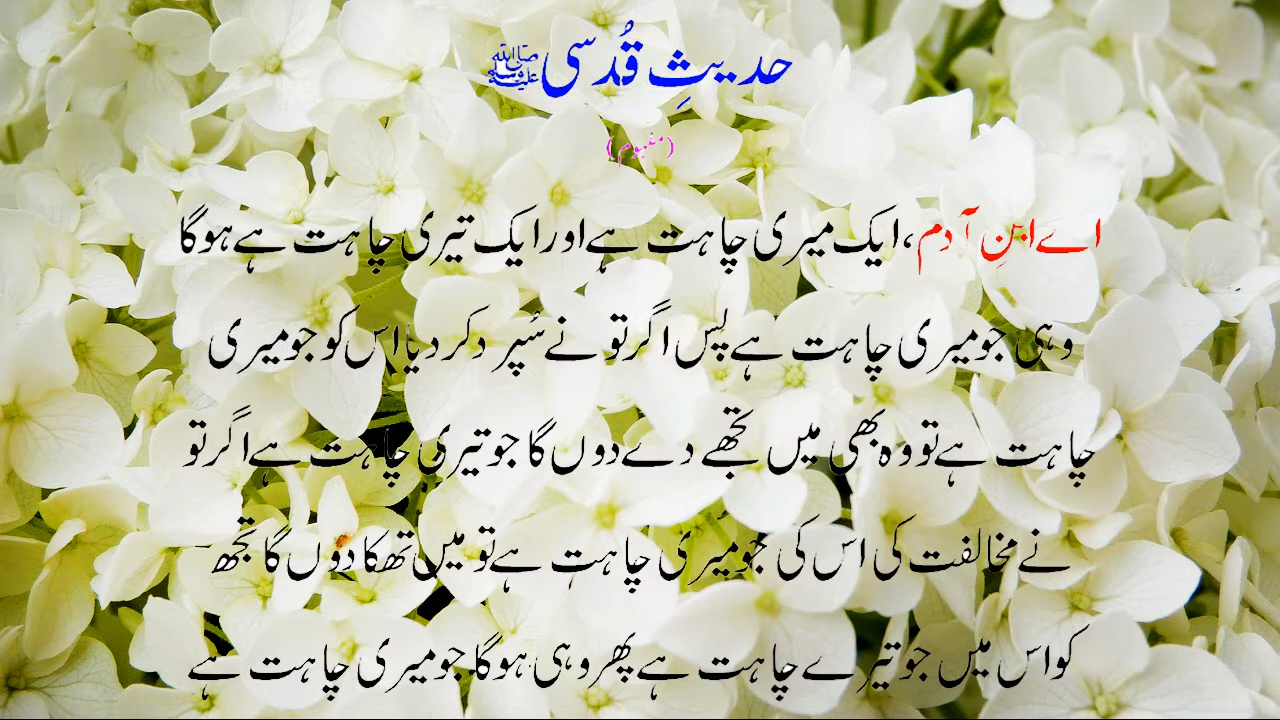 حدیثِ قُدسی ﷺ
(مفہوم)
اے ابنِ آدم، ایک میری چاہت ہے اور ایک تیری چاہت ہے ہوگا
وہی جو میری چاہت ہے پس اگر تو نے سُپرد کر دیا اس کو جو میری
چاہت ہے تو وہ بھی میں تجھے دے دوں گا جو تیری چاہت ہے اگر تو
نے مخالفت کی اس کی جو میری چاہت ہے تو میں تھکا دوں گا تجھ
کو اس میں جو تیرے چاہت ہے پھر وہی ہوگا جو میری چاہت ہے